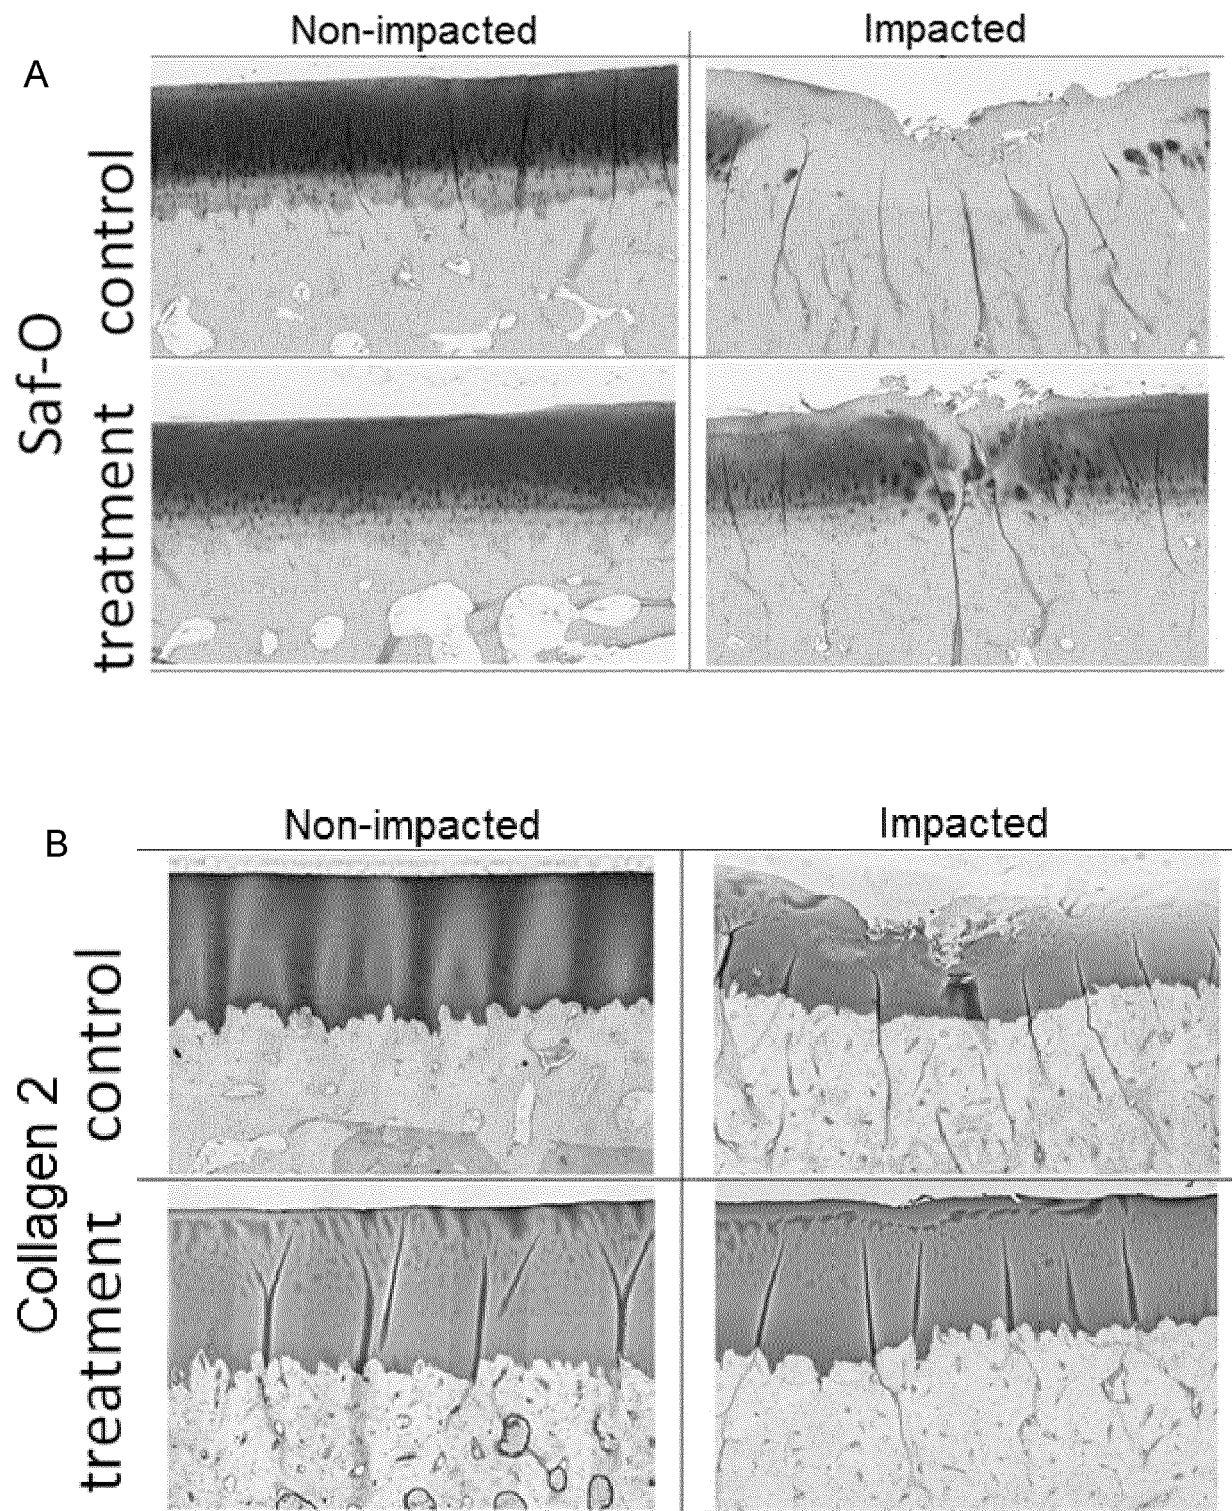 A
Non-impacted
Impacted
Saf-O
control
treatment
B
Non-impacted
Impacted
Collagen 2
control
treatment